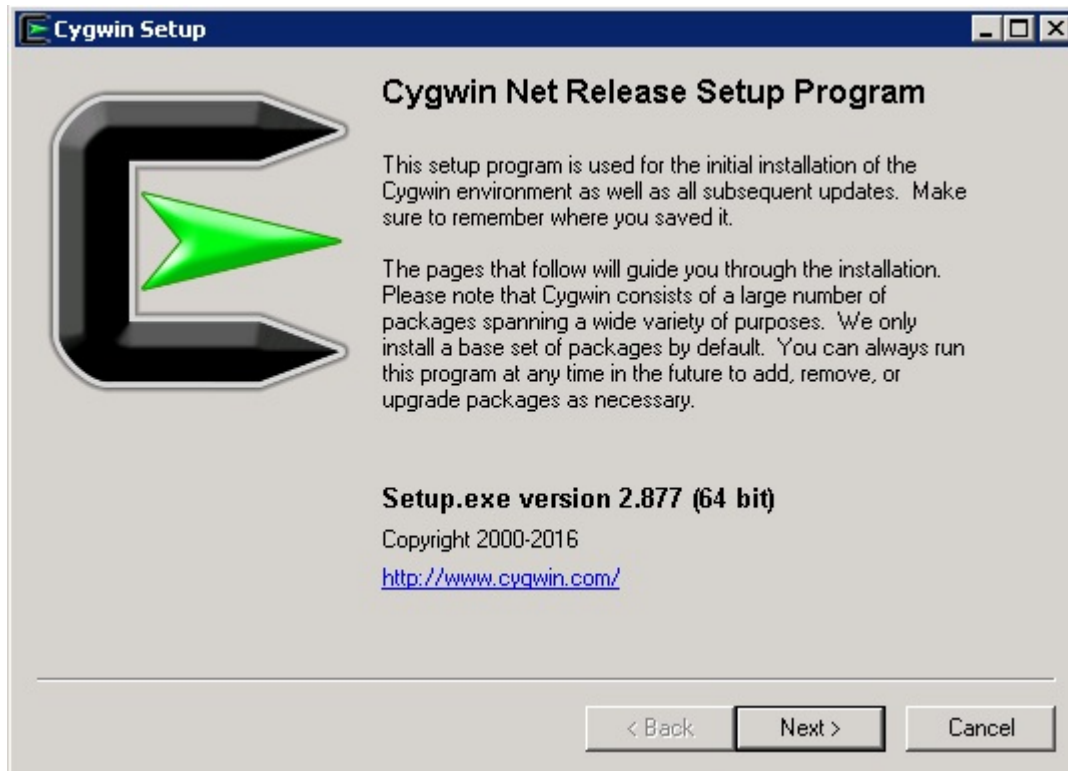 Cygwin Setup
Cygwin Net Release Setup Program
This setup program is used for the initial installation of the
Cygwin environment as well as all subsequent updates.  Make
sure to remember where you saved it.
The pages that follow will guide you through the installation.
Please note that Cygwin consists of a large number of
packages spanning a wide variety of purposes.  We only
install a base set of packages by default.  You can always run
this program at any time in the future to add, remove, or
upgrade packages as necessary.
Setup.exe version 2.877 (64 bit)
Copyright 2000-2016
http://www.cygwin.com/
< Back
Next >
Cancel